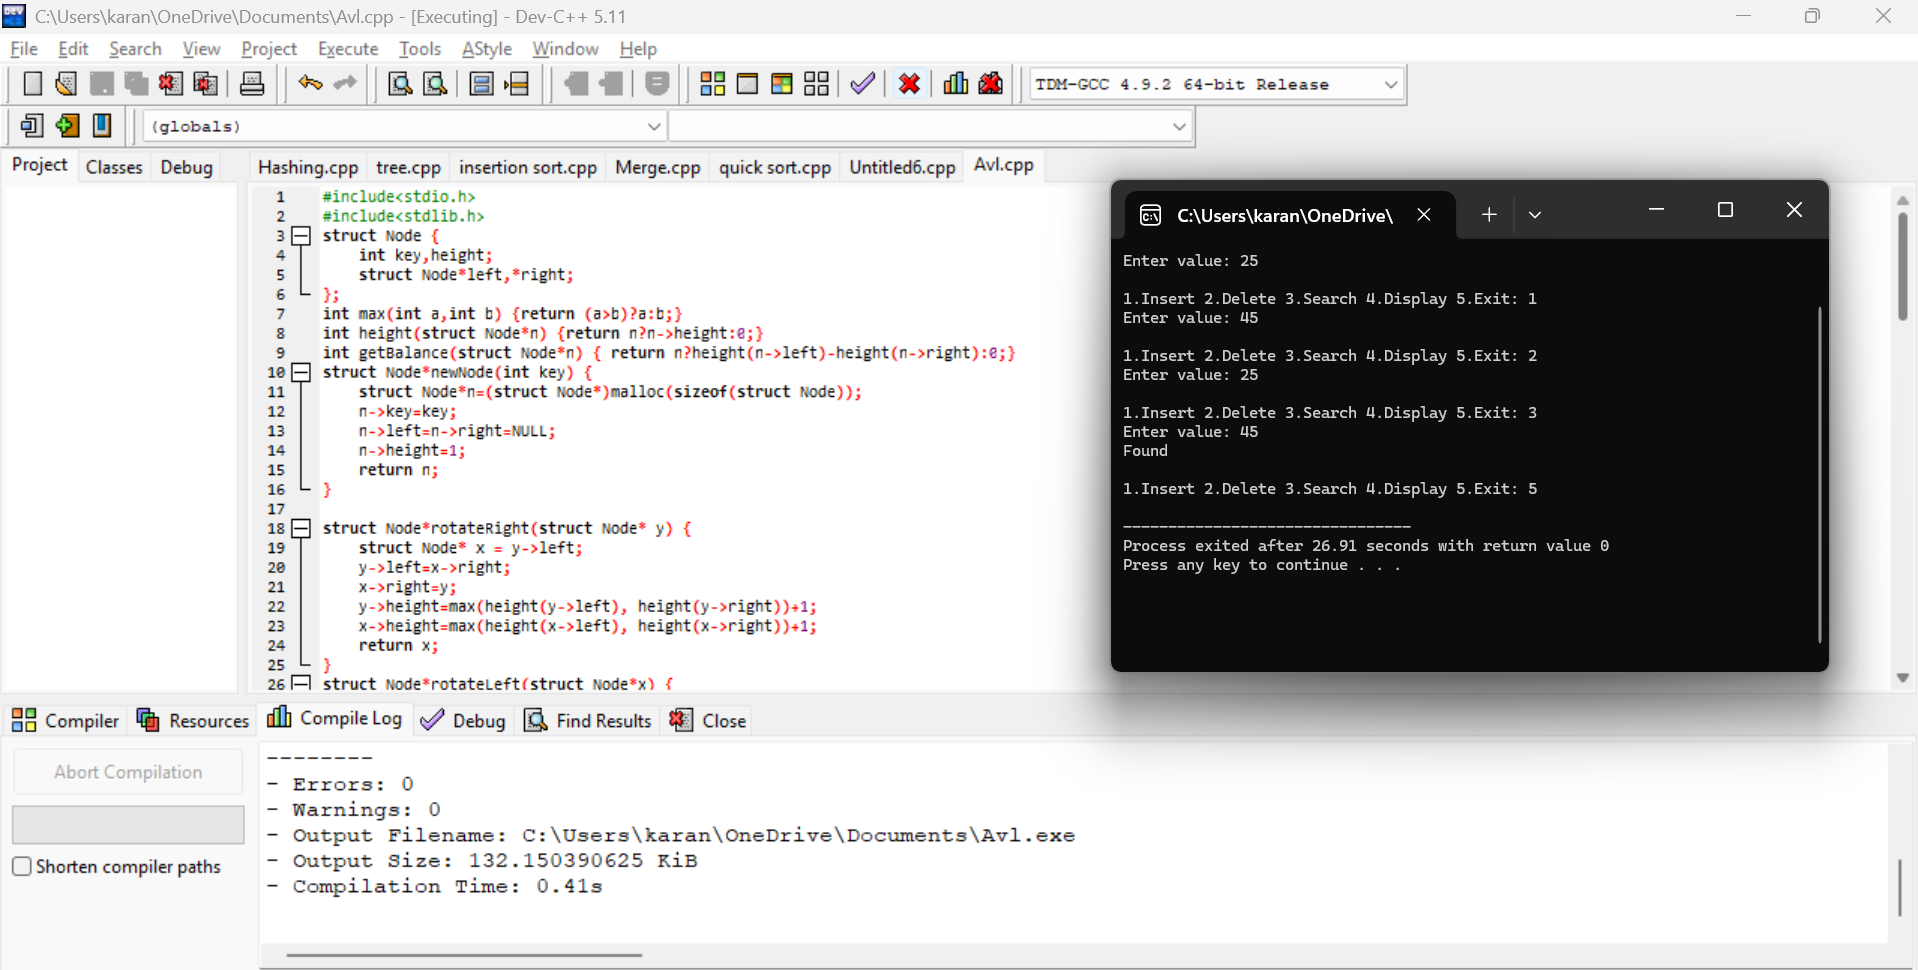 C:\Users\karan\OneDrive\Documents\Avl.cpp - [Executing] - Dev-C++ 5.11
File Edit Search View Project Execute Tools AStyle Window Help
TDM-GCC 4.9.2 64-bit Release
(globals)
Project Classes Debug
Hashing.cpp tree.cpp insertion sort.cpp Merge.cpp quick sort.cpp Untitled6.cpp Avl.cpp
1 #include<stdio.h>
2 #include<stdlib.h>
3 struct Node {
4 int key,height;
5 struct Node*left,*right;
6 };
7 int max(int a,int b) {return (a>b)?a:b;}
8 int height(struct Node*n) {return n?n->height:0;}
9 int getBalance(struct Node*n) { return n?height(n->left)-height(n->right):0;}
10 struct Node*newNode(int key) {
11 struct Node*n=(struct Node*)malloc(sizeof(struct Node));
12 n->key=key;
13 n->left=n->right=NULL;
14 n->height=1;
15 return n;
16 }
17
18 struct Node*rotateRight(struct Node* y) {
19 struct Node* x = y->left;
20 y->left=x->right;
21 x->right=y;
22 y->height=max(height(y->left), height(y->right))+1;
23 x->height=max(height(x->left), height(x->right))+1;
24 return x;
25 }
26 struct Node*rotateLeft(struct Node*x) {
C:\Users\karan\OneDrive\
Enter value: 25
1.Insert 2.Delete 3.Search 4.Display 5.Exit: 1
Enter value: 45
1.Insert 2.Delete 3.Search 4.Display 5.Exit: 2
Enter value: 25
1.Insert 2.Delete 3.Search 4.Display 5.Exit: 3
Enter value: 45
Found
1.Insert 2.Delete 3.Search 4.Display 5.Exit: 5
--------------------------------
Process exited after 26.91 seconds with return value 0
Press any key to continue . . .
Compiler Resources Compile Log Debug Find Results Close
Abort Compilation
Shorten compiler paths
--------
- Errors: 0
- Warnings: 0
- Output Filename: C:\Users\karan\OneDrive\Documents\Avl.exe
- Output Size: 132.150390625 KiB
- Compilation Time: 0.41s